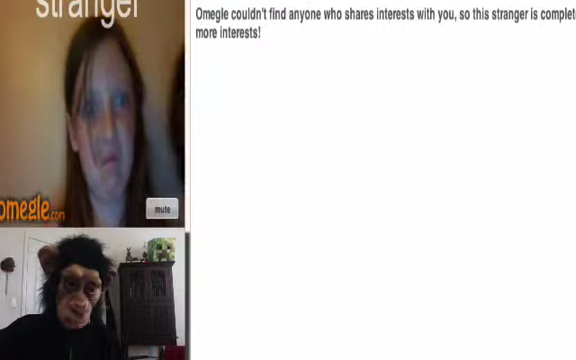 stranger
Omegle couldn't find anyone who shares interests with you, so this stranger is complete
more interests!
omegle.com
mute